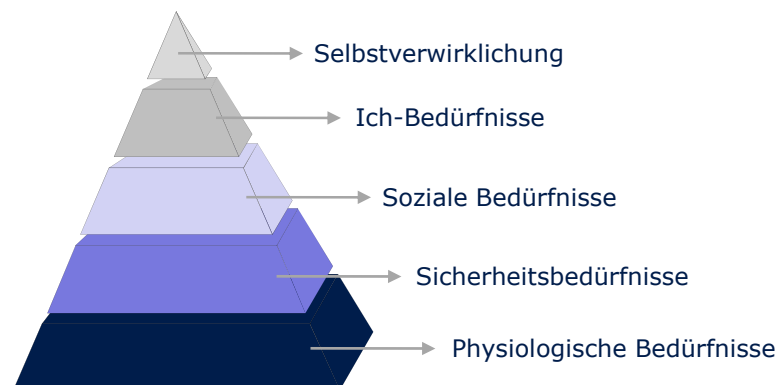 Selbstverwirklichung
Ich-Bedürfnisse
Soziale Bedürfnisse
Sicherheitsbedürfnisse
Physiologische Bedürfnisse